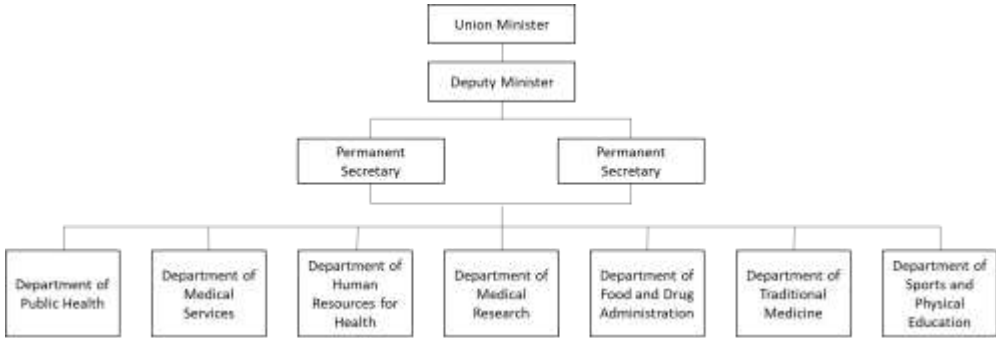 Union Minister
Deputy Minister
Permanent
Secretary
Permanent
Secretary
Department of
Public Health
Department of
Medical
Services
Department of
Human
Resources for
Health
Department of
Medical
Research
Department of
Food and Drug
Administration
Department of
Traditional
Medicine
Department of
Sports and
Physical
Education